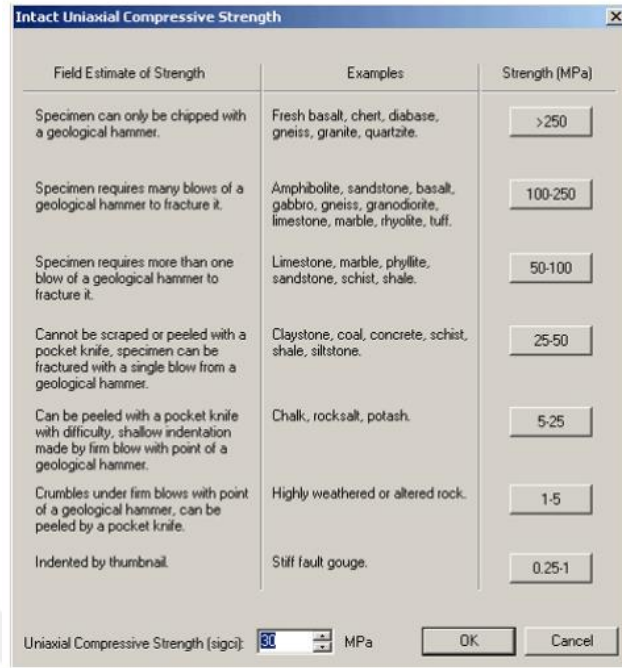 Intact Uniaxial Compressive Strength
Field Estimate of Strength
Examples
Strength (MPa)
Specimen can only be chipped with
a geological hammer.
Fresh basalt, chert, diabase,
gneiss, granite, quartzite.
>250
Specimen requires many blows of a
geological hammer to fracture it.
Amphibolite, sandstone, basalt,
gabbro, gneiss, granodiorite,
limestone, marble, rhyolite, tuff.
100-250
Specimen requires more than one
blow of a geological hammer to
fracture it.
Limestone, marble, phyllite,
sandstone, schist, shale.
50-100
Cannot be scraped or peeled with a
pocket knife, specimen can be
fractured with a single blow from a
geological hammer.
Claystone, coal, concrete, schist,
shale, siltstone.
25-50
Can be peeled with a pocket knife
with difficulty, shallow indentation
made by firm blow with point of a
geological hammer.
Chalk, rocksalt, potash.
5-25
Crumbles under firm blows with point
of a geological hammer, can be
peeled by a pocket knife.
Highly weathered or altered rock.
1-5
Indented by thumbnail.
Stiff fault gouge.
0.25-1
Uniaxial Compressive Strength (sigci): 30 MPa
OK
Cancel